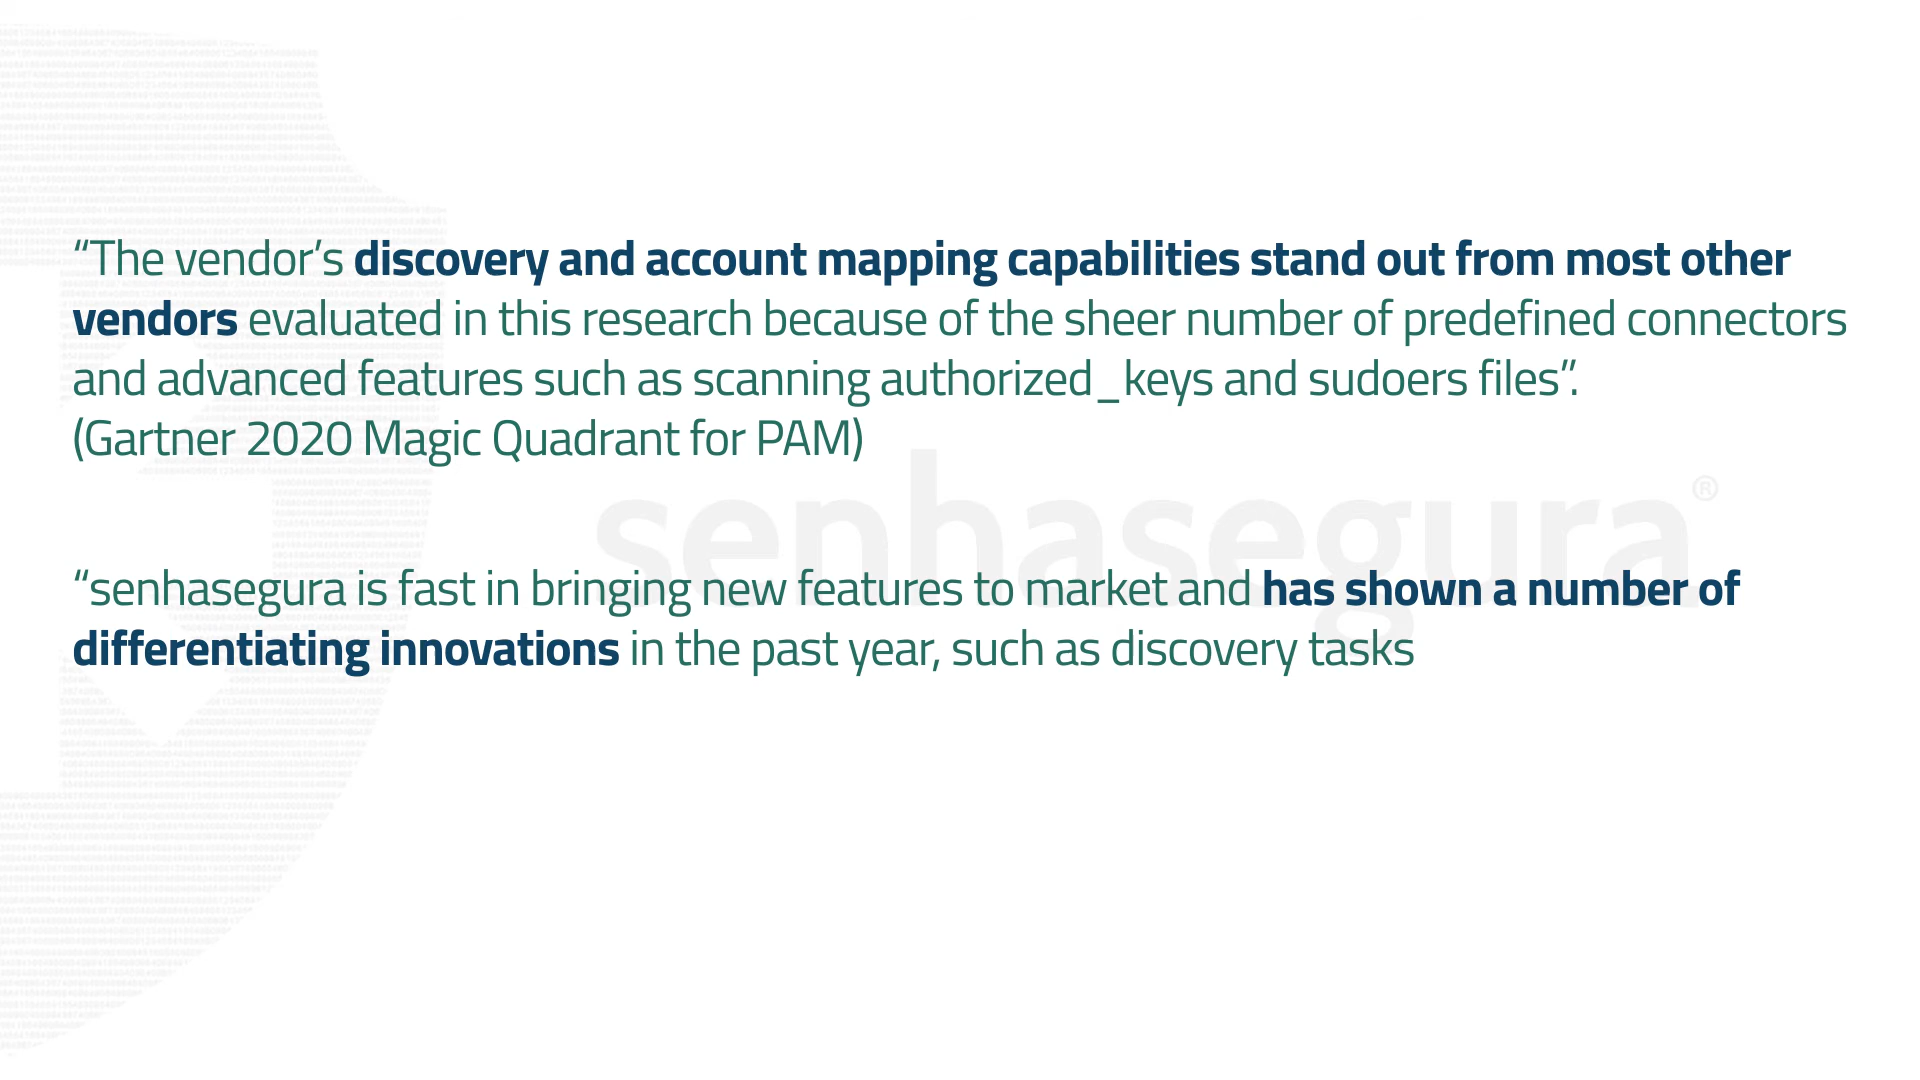 “The vendor’s discovery and account mapping capabilities stand out from most other
vendors evaluated in this research because of the sheer number of predefined connectors
and advanced features such as scanning authorized_keys and sudoers files”.
(Gartner 2020 Magic Quadrant for PAM)
senhasegura®
“senhasegura is fast in bringing new features to market and has shown a number of
differentiating innovations in the past year, such as discovery tasks